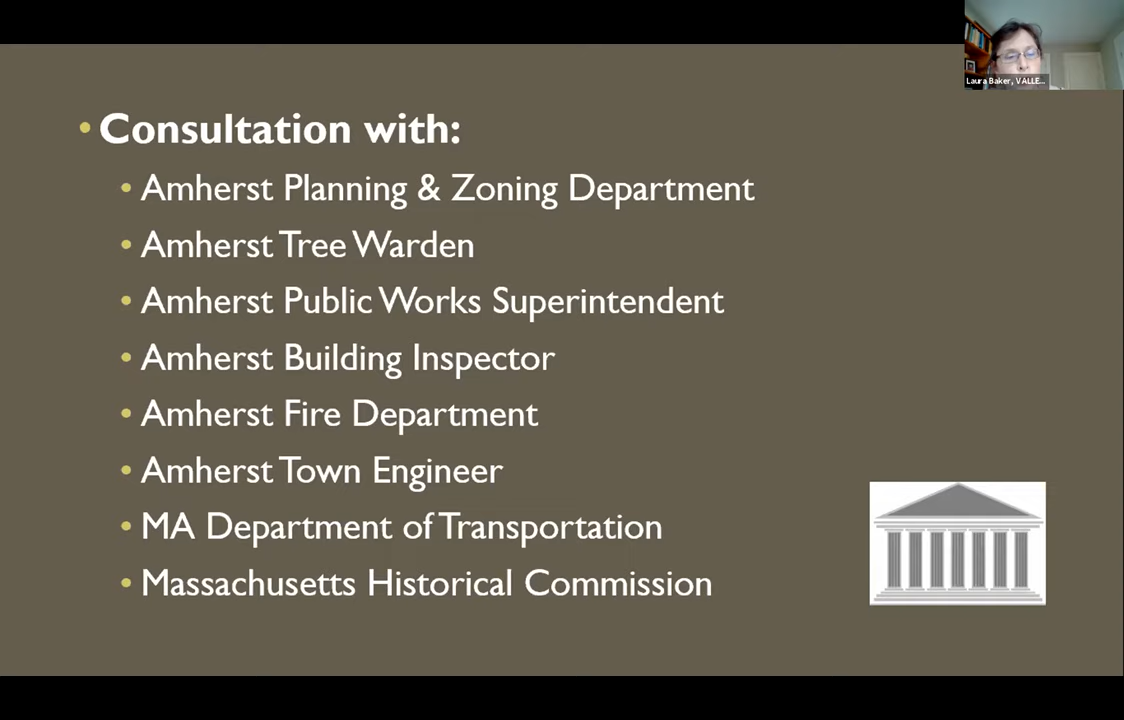 Laura Baker, VALLE...
• Consultation with:
• Amherst Planning & Zoning Department
• Amherst Tree Warden
• Amherst Public Works Superintendent
• Amherst Building Inspector
• Amherst Fire Department
• Amherst Town Engineer
• MA Department of Transportation
• Massachusetts Historical Commission